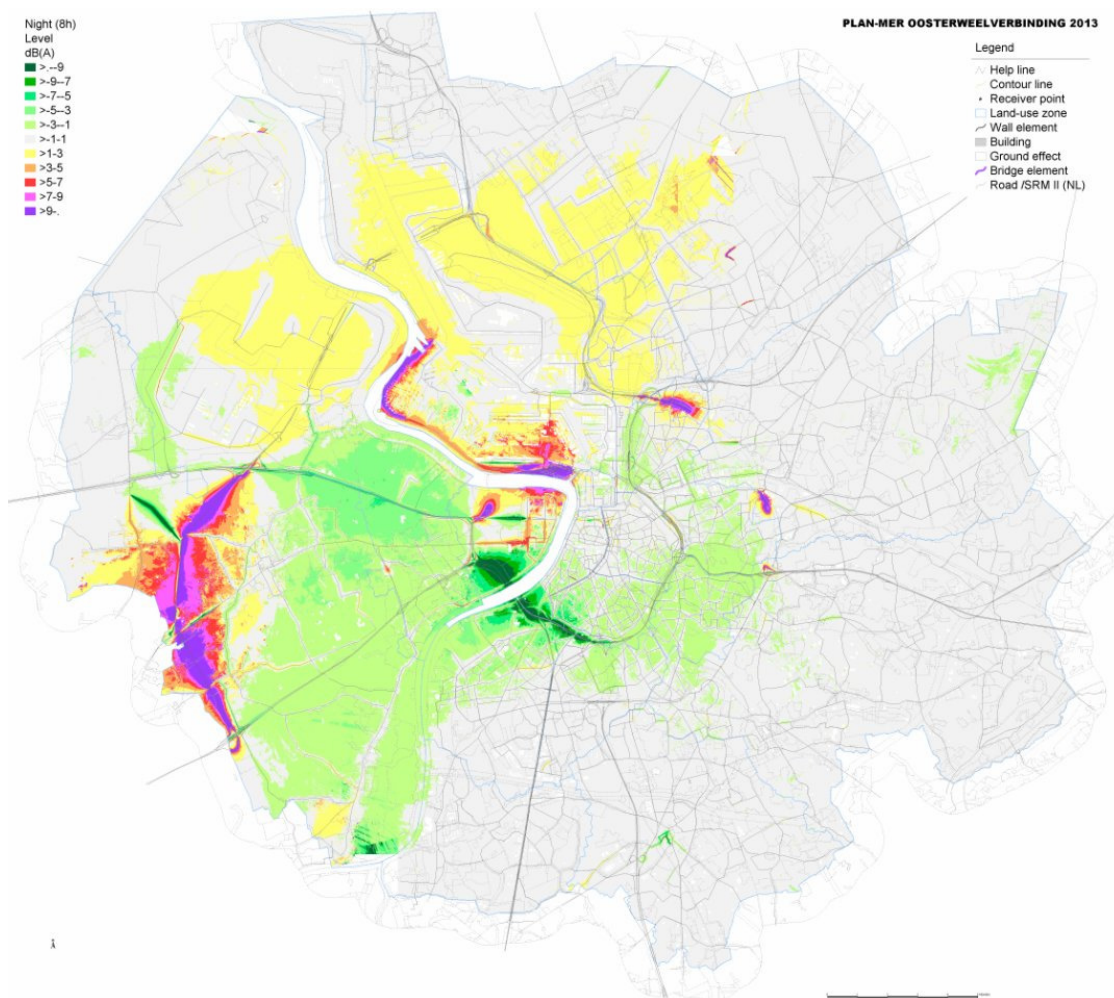 Night (8h)
Level
dB(A)
>.--9
>-9--7
>-7--5
>-5--3
>-3--1
>-1-1
>1-3
>3-5
>5-7
>7-9
>9-.
PLAN-MER OOSTERWEELVERBINDING 2013
Legend
Help line
Contour line
Receiver point
Land-use zone
Wall element
Building
Ground effect
Bridge element
Road /SRM II (NL)